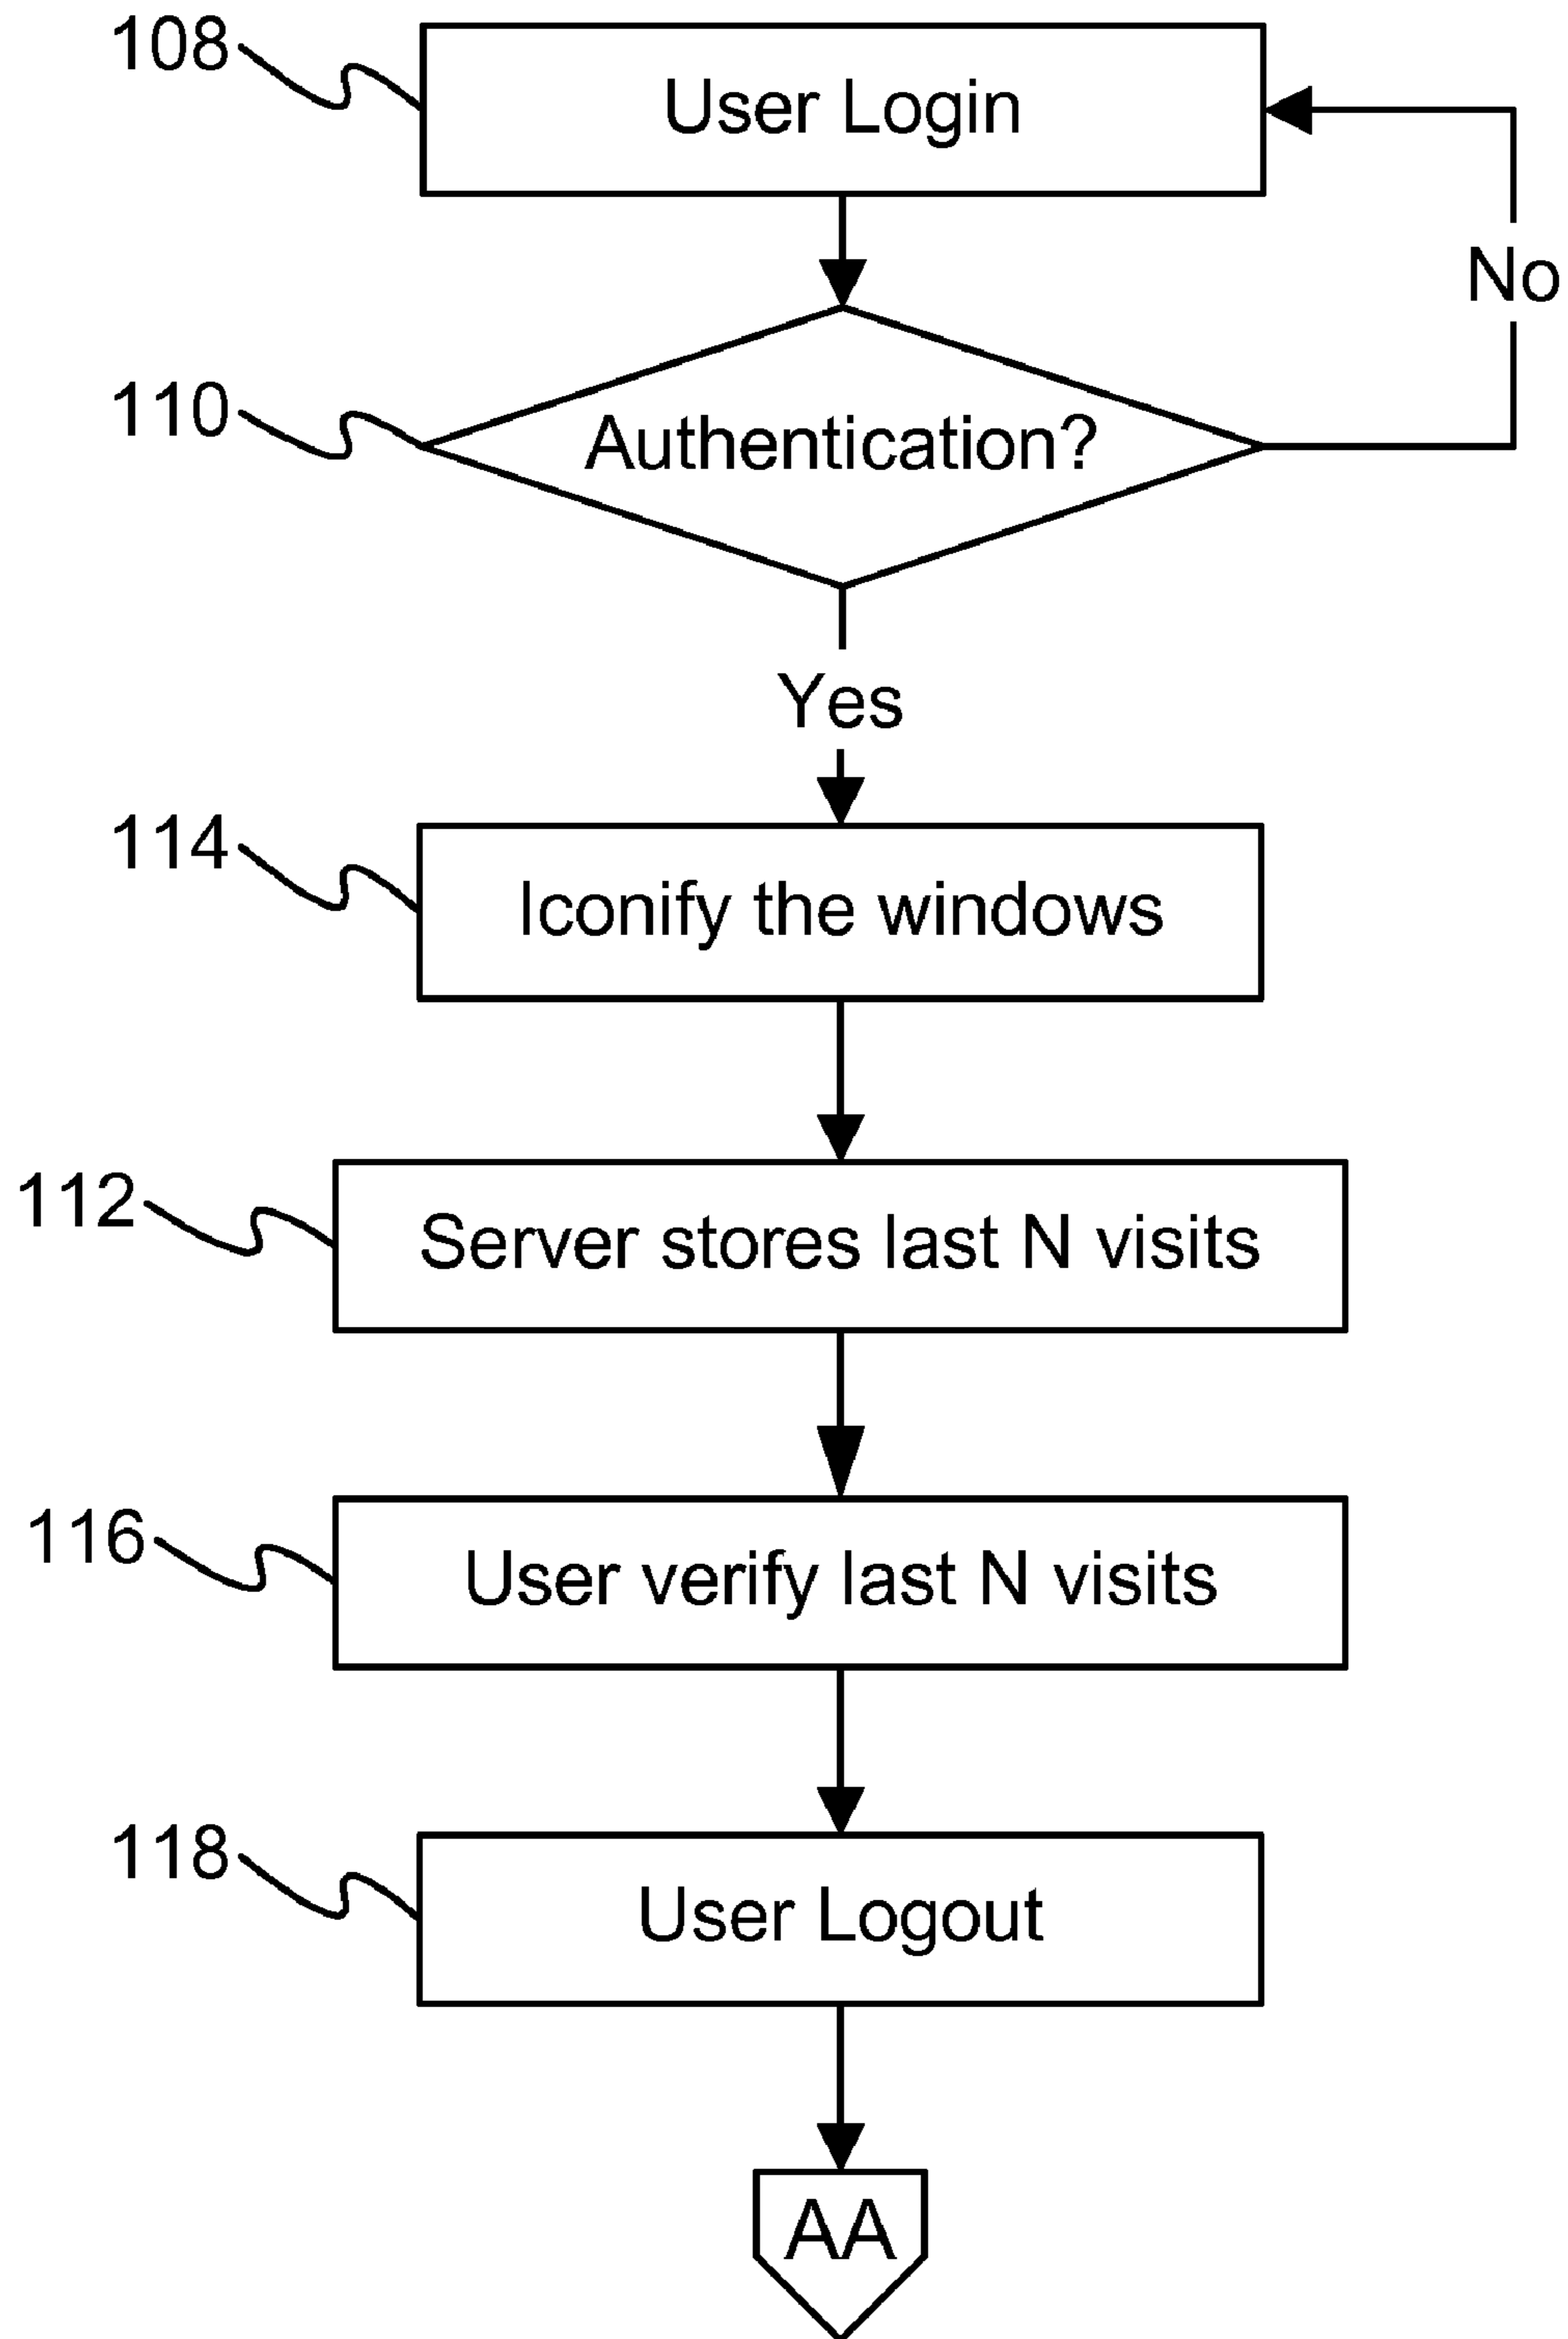 108
User Login
No
110
Authentication?
Yes
114
Iconify the windows
112
Server stores last N visits
116
User verify last N visits
118
User Logout
AA